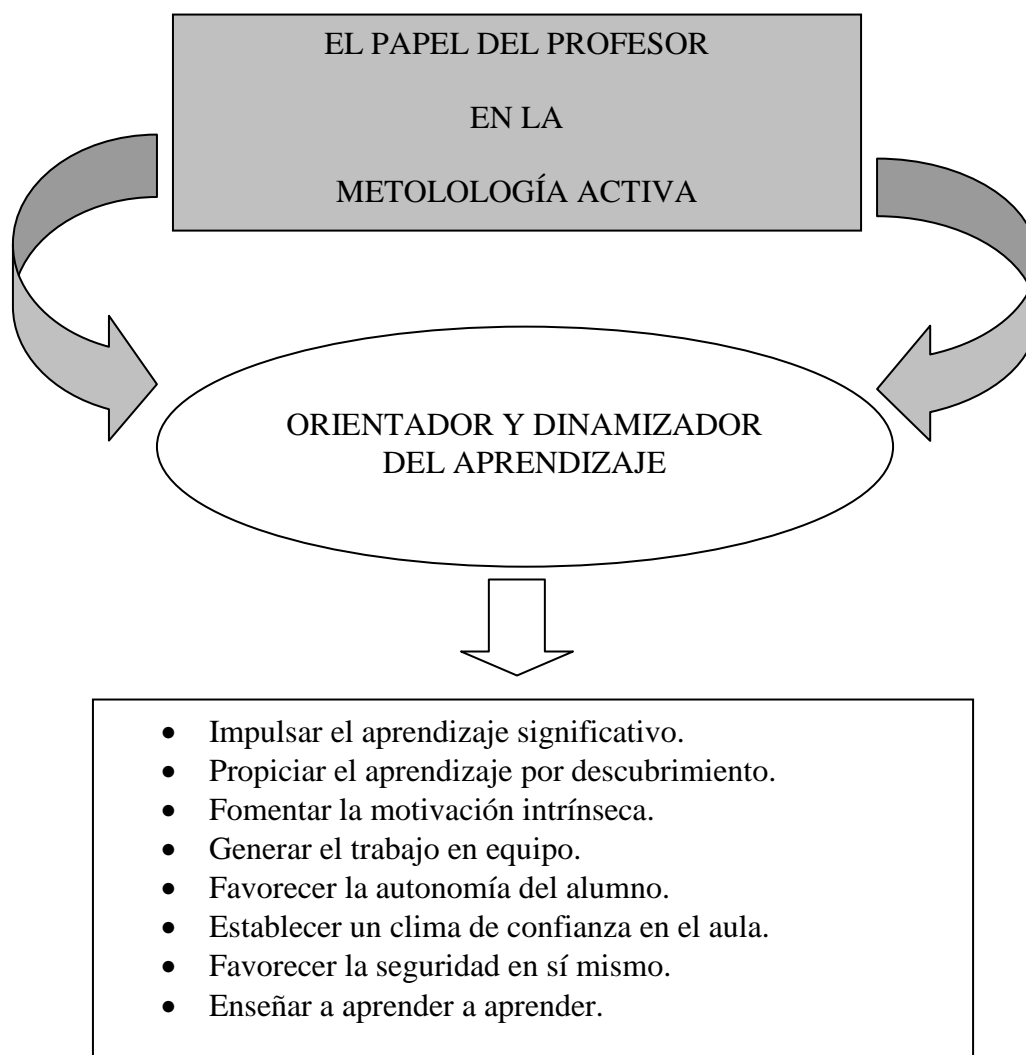 EL PAPEL DEL PROFESOR
EN LA
METOLOLOGÍA ACTIVA
ORIENTADOR Y DINAMIZADOR
DEL APRENDIZAJE
• Impulsar el aprendizaje significativo.
• Propiciar el aprendizaje por descubrimiento.
• Fomentar la motivación intrínseca.
• Generar el trabajo en equipo.
• Favorecer la autonomía del alumno.
• Establecer un clima de confianza en el aula.
• Favorecer la seguridad en sí mismo.
• Enseñar a aprender a aprender.